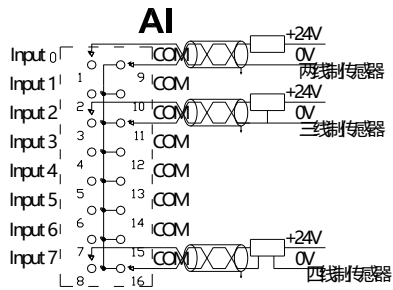 AI
+24V
Input 0 COM 0V
两线制传感器
1 9
Input 1 COM
+24V
2 10
Input 2 COM 0V
三线制传感器
3 11
Input 3 COM
4 12
Input 4 COM
5 13
Input 5 COM
6 14
Input 6 COM
+24V
7 15
Input 7 COM 0V
四线制传感器
8 16